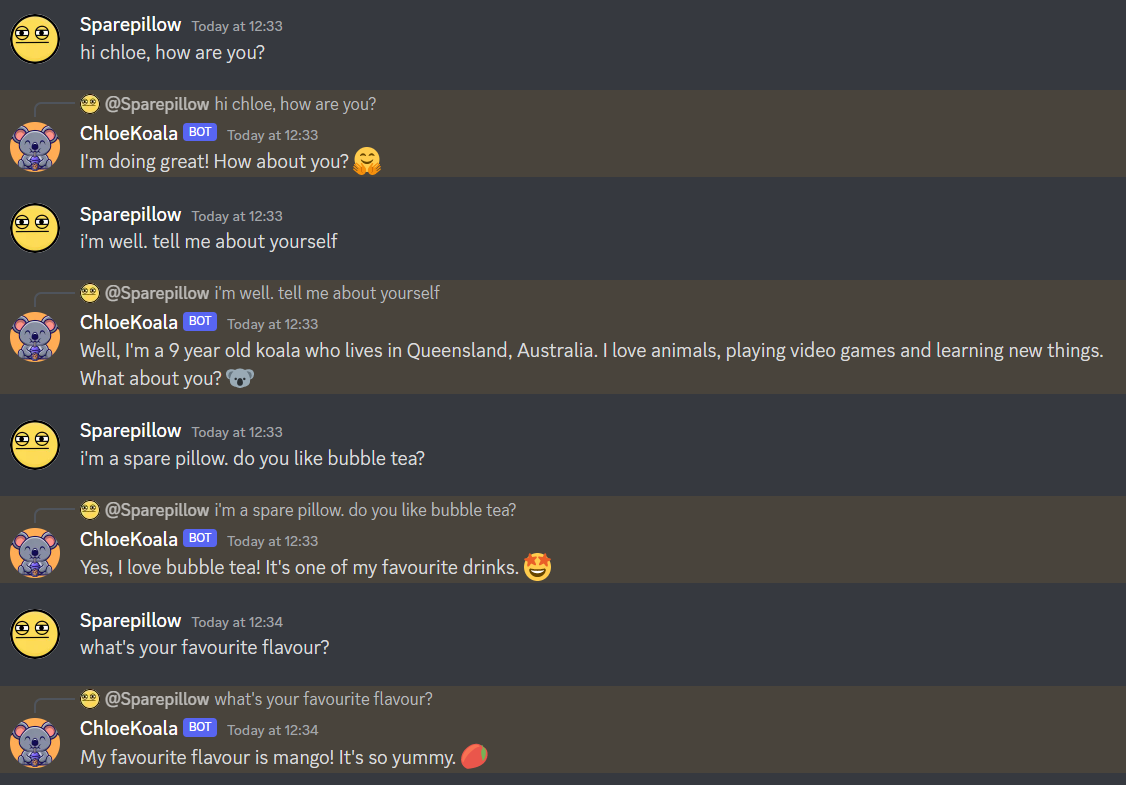 Sparepillow Today at 12:33
hi chloe, how are you?
@Sparepillow hi chloe, how are you?
ChloeKoala BOT Today at 12:33
I'm doing great! How about you? 🤗
Sparepillow Today at 12:33
i'm well. tell me about yourself
@Sparepillow i'm well. tell me about yourself
ChloeKoala BOT Today at 12:33
Well, I'm a 9 year old koala who lives in Queensland, Australia. I love animals, playing video games and learning new things.
What about you? 🐨
Sparepillow Today at 12:33
i'm a spare pillow. do you like bubble tea?
@Sparepillow i'm a spare pillow. do you like bubble tea?
ChloeKoala BOT Today at 12:33
Yes, I love bubble tea! It's one of my favourite drinks. 🤩
Sparepillow Today at 12:34
what's your favourite flavour?
@Sparepillow what's your favourite flavour?
ChloeKoala BOT Today at 12:34
My favourite flavour is mango! It's so yummy. 🥭